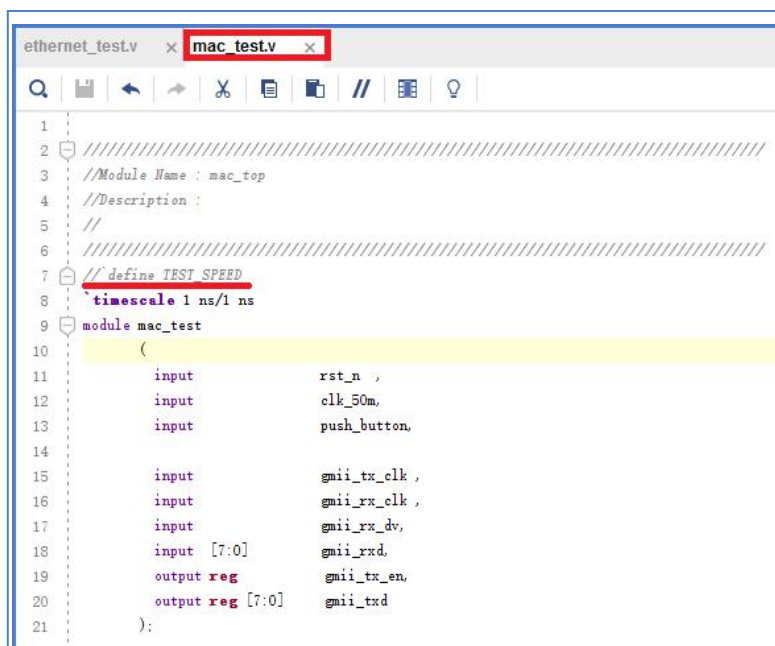 ethernet_test.v × mac_test.v ×
//
1
2 ////////////////////////////////////////////////////////////////////////////////
3 //Module Name : mac_top
4 //Description :
5 //
6 ////////////////////////////////////////////////////////////////////////////////
7 //`define TEST_SPEED
8 `timescale 1 ns/1 ns
9 module mac_test
10 (
11 input rst_n ,
12 input clk_50m,
13 input push_button,
14
15 input gmii_tx_clk ,
16 input gmii_rx_clk ,
17 input gmii_rx_dv,
18 input [7:0] gmii_rxd,
19 output reg gmii_tx_en,
20 output reg [7:0] gmii_txd
21 );